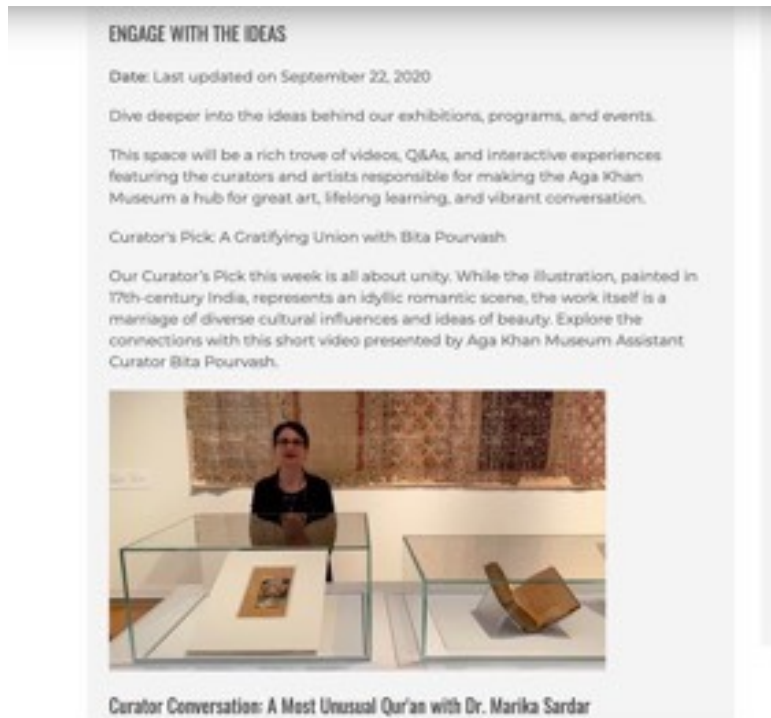 ENGAGE WITH THE IDEAS
Date: Last updated on September 22, 2020
Dive deeper into the ideas behind our exhibitions, programs, and events.
This space will be a rich trove of videos, Q&As, and interactive experiences
featuring the curators and artists responsible for making the Aga Khan
Museum a hub for great art, lifelong learning, and vibrant conversation.
Curator's Pick: A Gratifying Union with Bita Pourvash
Our Curator's Pick this week is all about unity. While the illustration, painted in
17th-century India, represents an idyllic romantic scene, the work itself is a
marriage of diverse cultural influences and ideas of beauty. Explore the
connections with this short video presented by Aga Khan Museum Assistant
Curator Bita Pourvash.
Curator Conversation: A Most Unusual Qur'an with Dr. Marika Sardar